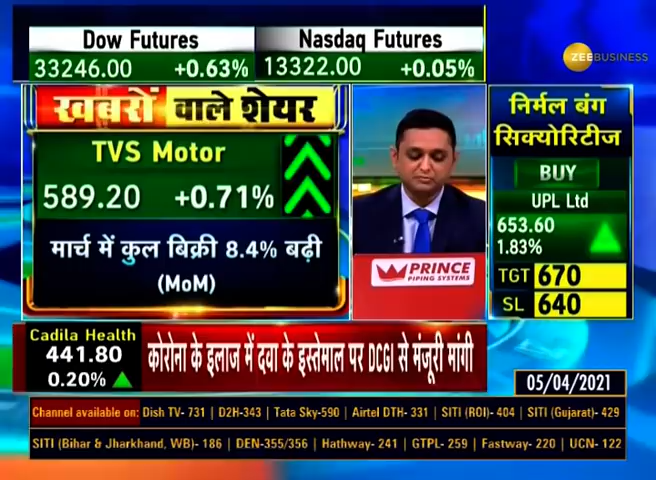 Dow Futures
Nasdaq Futures
33246.00 +0.63%
13322.00 +0.05%
ZEE BUSINESS
खबरों वाले शेयर
TVS Motor
589.20 +0.71%
मार्च में कुल बिक्री 8.4% बढ़ी
(MoM)
PRINCE
PIPING SYSTEMS
निर्मल बंग
सिक्योरिटीज
BUY
UPL Ltd
653.60
1.83%
TGT 670
SL 640
Cadila Health
441.80
0.20%
कोरोना के इलाज में दवा के इस्तेमाल पर DCGI से मंजूरी मांगी
05/04/2021
Channel available on: Dish TV- 731 | D2H-343 | Tata Sky-590 | Airtel DTH- 331 | SITI (ROI)- 404 | SITI (Gujarat)- 429
SITI (Bihar & Jharkhand, WB)- 186 | DEN-355/356 | Hathway- 241 | GTPL- 259 | Fastway- 220 | UCN- 122